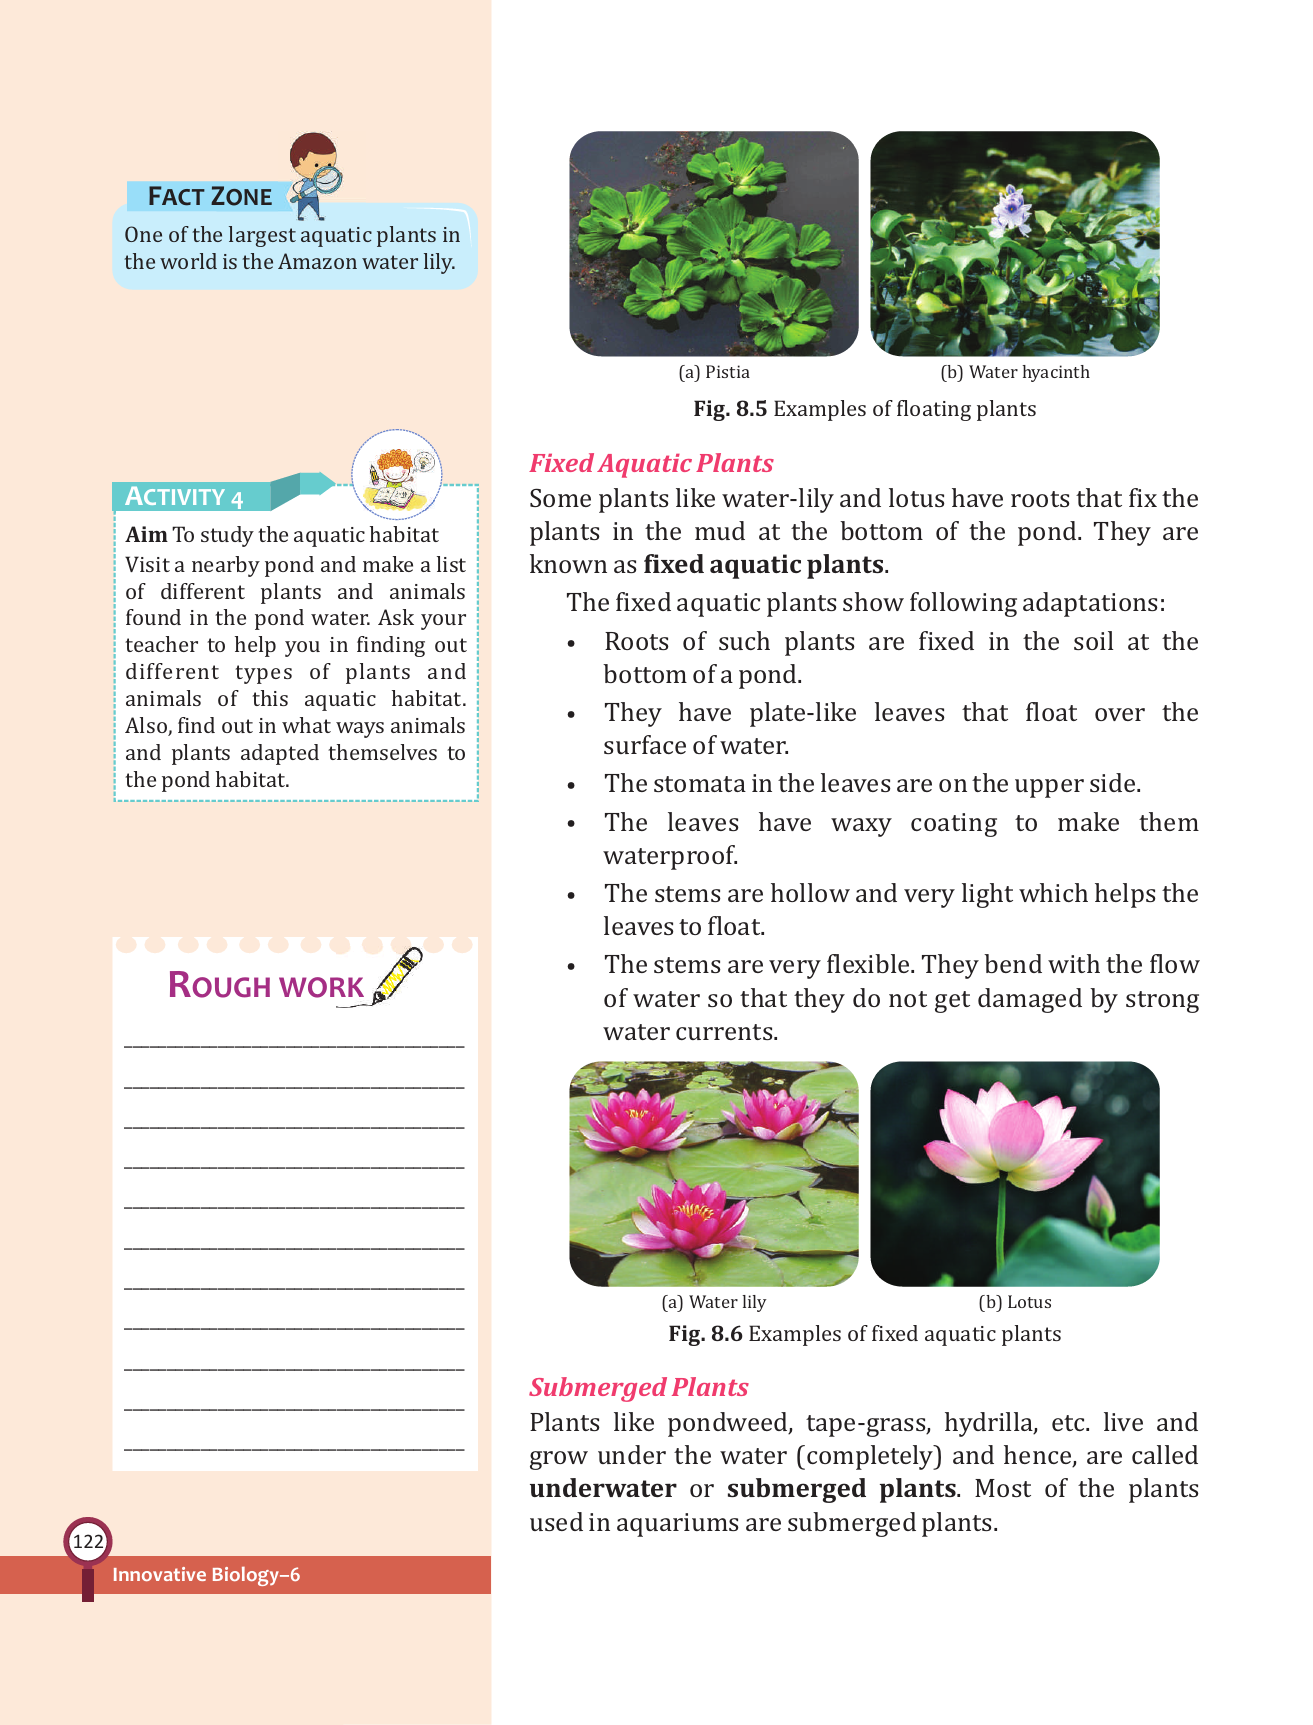 FACT ZONE
One of the largest aquatic plants in
the world is the Amazon water lily.
ACTIVITY 4
Aim To study the aquatic habitat
Visit a nearby pond and make a list
of different plants and animals
found in the pond water. Ask your
teacher to help you in finding out
different types of plants and
animals of this aquatic habitat.
Also, find out in what ways animals
and plants adapted themselves to
the pond habitat.
ROUGH WORK
(a) Pistia
(b) Water hyacinth
Fig. 8.5 Examples of floating plants
Fixed Aquatic Plants
Some plants like water-lily and lotus have roots that fix the
plants in the mud at the bottom of the pond. They are
known as fixed aquatic plants.
The fixed aquatic plants show following adaptations:
• Roots of such plants are fixed in the soil at the
bottom of a pond.
• They have plate-like leaves that float over the
surface of water.
• The stomata in the leaves are on the upper side.
• The leaves have waxy coating to make them
waterproof.
• The stems are hollow and very light which helps the
leaves to float.
• The stems are very flexible. They bend with the flow
of water so that they do not get damaged by strong
water currents.
(a) Water lily
(b) Lotus
Fig. 8.6 Examples of fixed aquatic plants
Submerged Plants
Plants like pondweed, tape-grass, hydrilla, etc. live and
grow under the water (completely) and hence, are called
underwater or submerged plants. Most of the plants
used in aquariums are submerged plants.
122
Innovative Biology–6